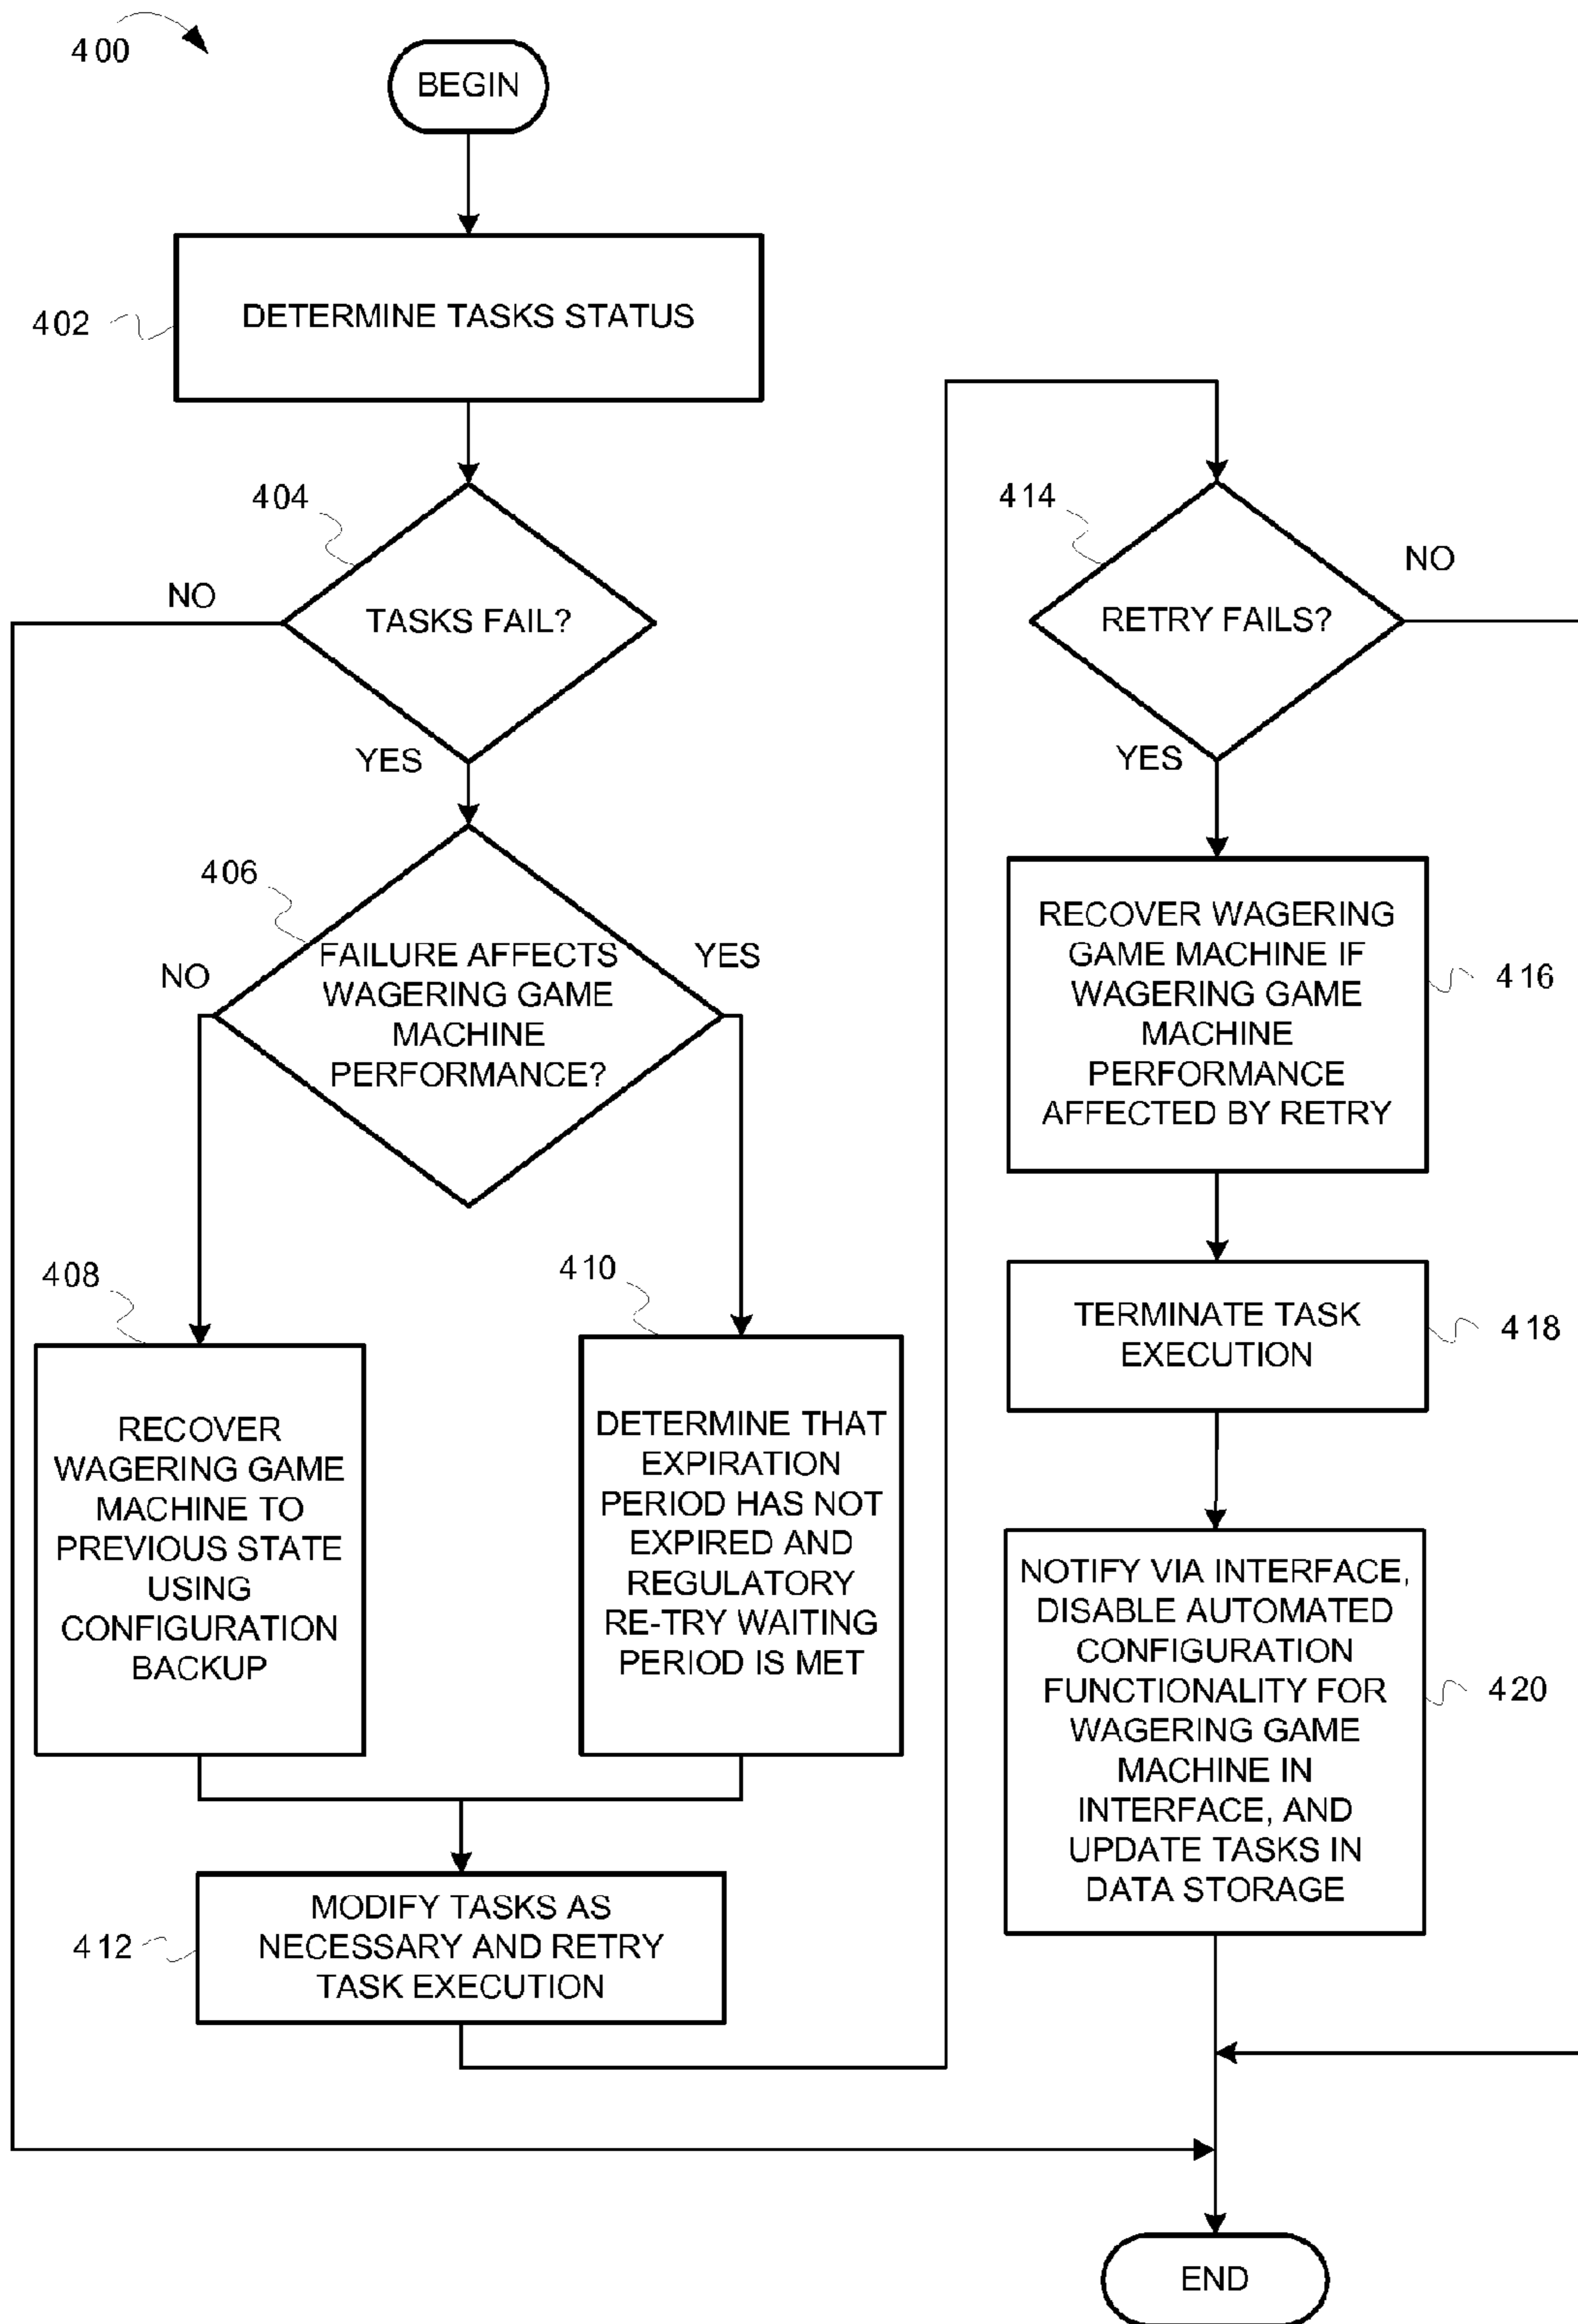 400
BEGIN
402
DETERMINE TASKS STATUS
404
TASKS FAIL?
NO
YES
406
FAILURE AFFECTS
WAGERING GAME
MACHINE
PERFORMANCE?
NO
YES
408
RECOVER
WAGERING GAME
MACHINE TO
PREVIOUS STATE
USING
CONFIGURATION
BACKUP
410
DETERMINE THAT
EXPIRATION
PERIOD HAS NOT
EXPIRED AND
REGULATORY
RE-TRY WAITING
PERIOD IS MET
412
MODIFY TASKS AS
NECESSARY AND RETRY
TASK EXECUTION
414
RETRY FAILS?
NO
YES
RECOVER WAGERING
GAME MACHINE IF
WAGERING GAME
MACHINE
PERFORMANCE
AFFECTED BY RETRY
416
TERMINATE TASK
EXECUTION
418
NOTIFY VIA INTERFACE,
DISABLE AUTOMATED
CONFIGURATION
FUNCTIONALITY FOR
WAGERING GAME
MACHINE IN
INTERFACE, AND
UPDATE TASKS IN
DATA STORAGE
420
END